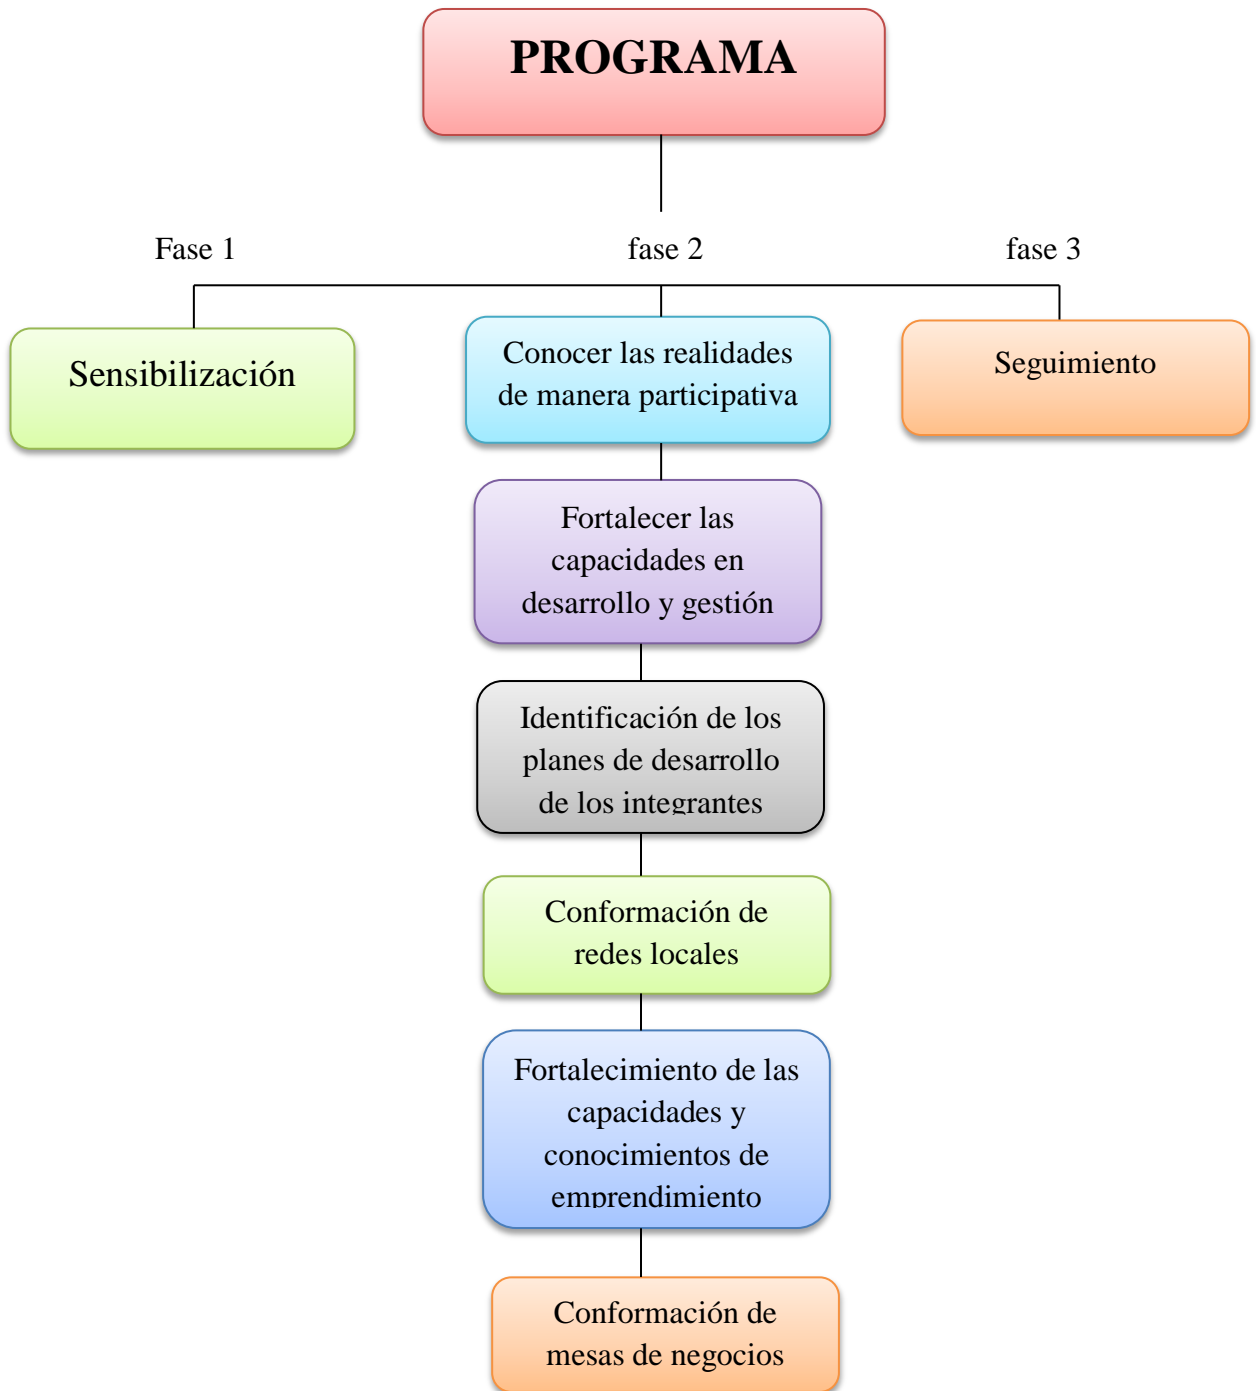 PROGRAMA
Fase 1
fase 2
fase 3
Sensibilización
Conocer las realidades
de manera participativa
Seguimiento
Fortalecer las
capacidades en
desarrollo y gestión
Identificación de los
planes de desarrollo
de los integrantes
Conformación de
redes locales
Fortalecimiento de las
capacidades y
conocimientos de
emprendimiento
Conformación de
mesas de negocios